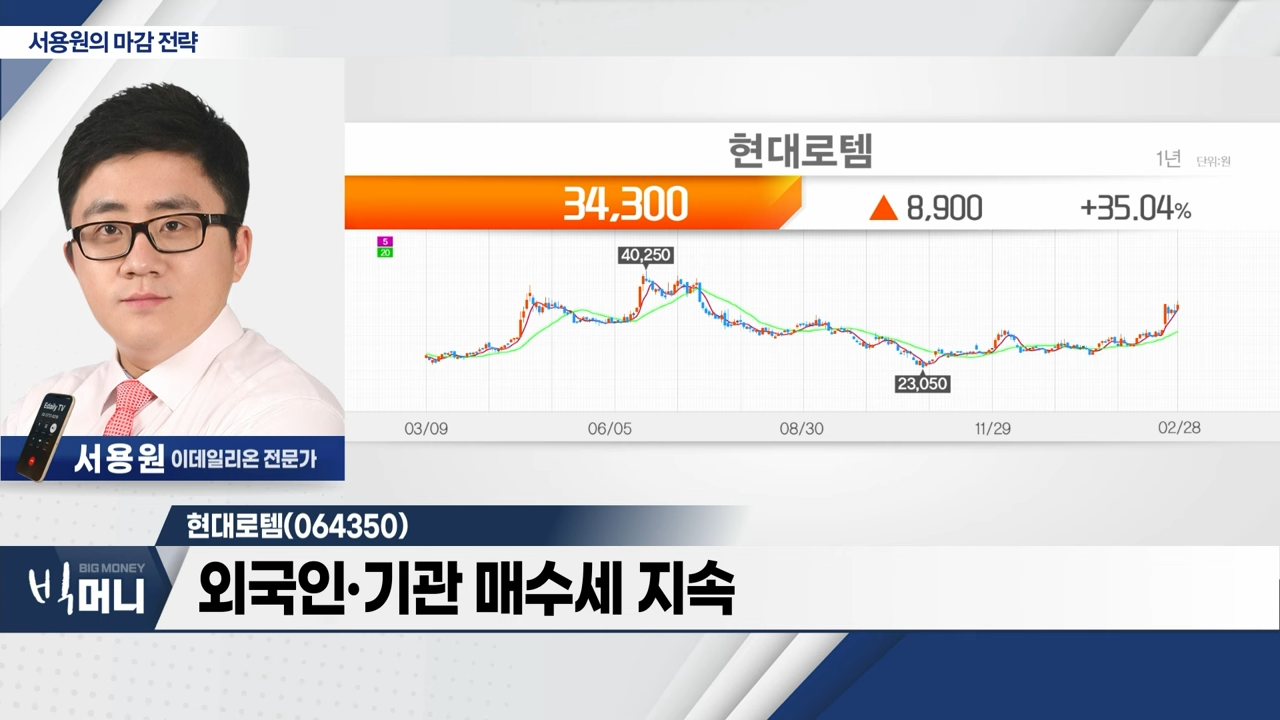 서용원의 마감 전략
현대로템
1년 단위:원
34,300
▲ 8,900
+35.04%
5
20
40,250
23,050
03/09
06/05
08/30
11/29
02/28
Edaily TV
서용원 이데일리온 전문가
현대로템(064350)
BIG MONEY
빅머니
외국인·기관 매수세 지속